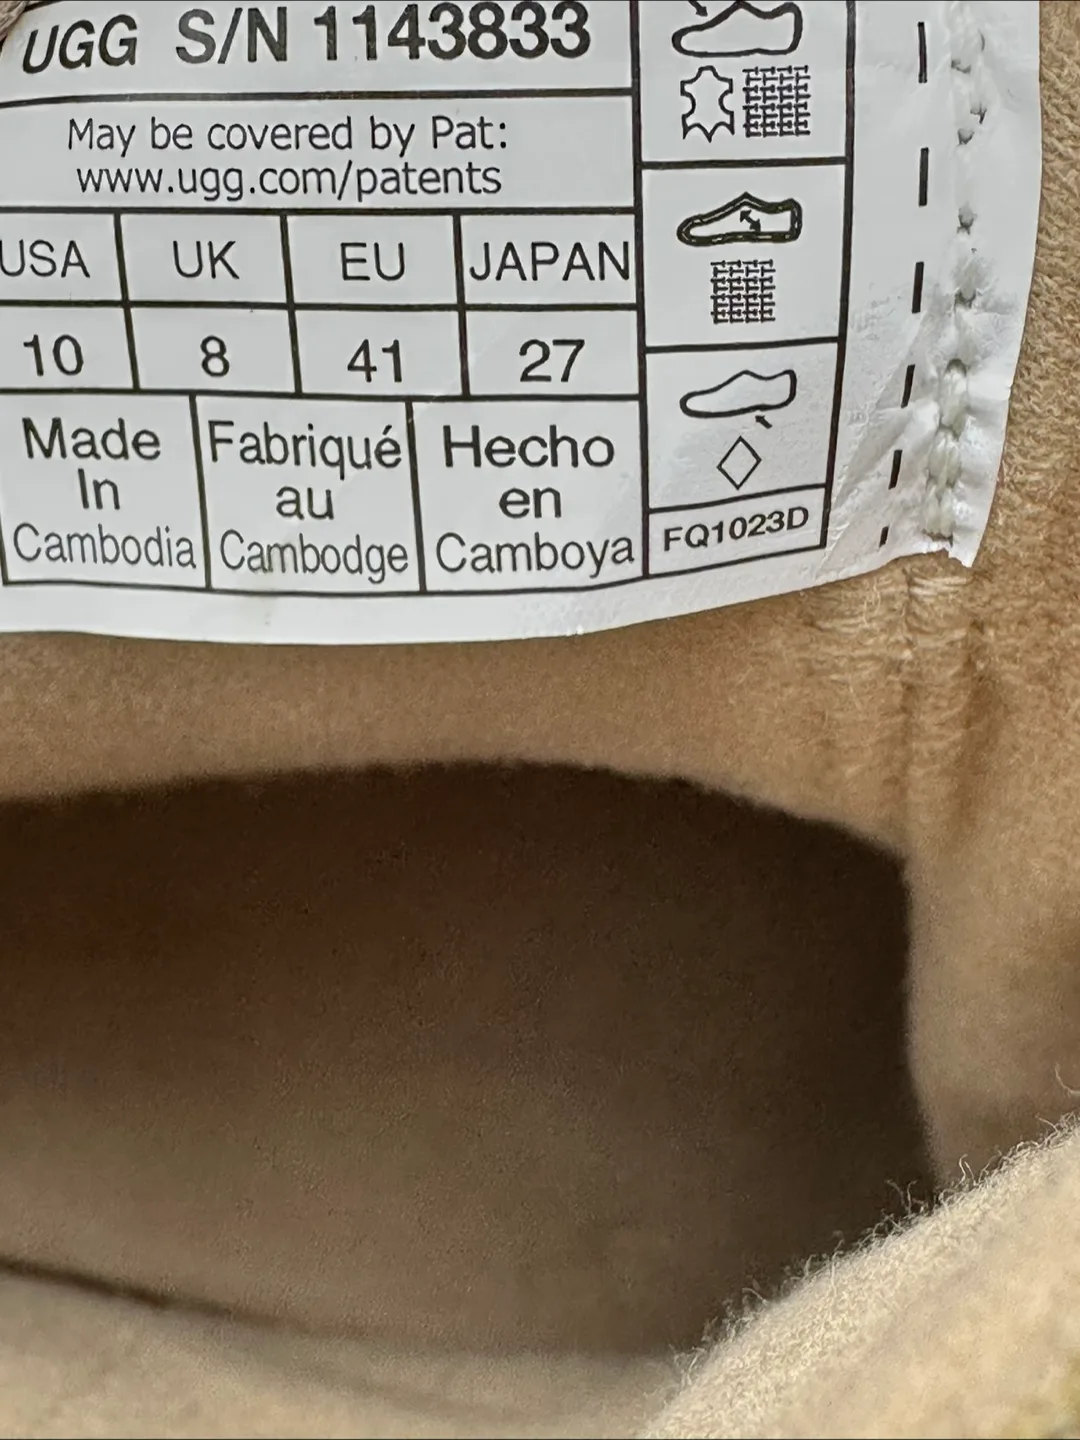 UGG S/N 1143833
May be covered by Pat:
www.ugg.com/patents
USA UK EU JAPAN
10 8 41 27
Made In Cambodia
Fabriqué au Cambodge
Hecho en Camboya
FQ1023D